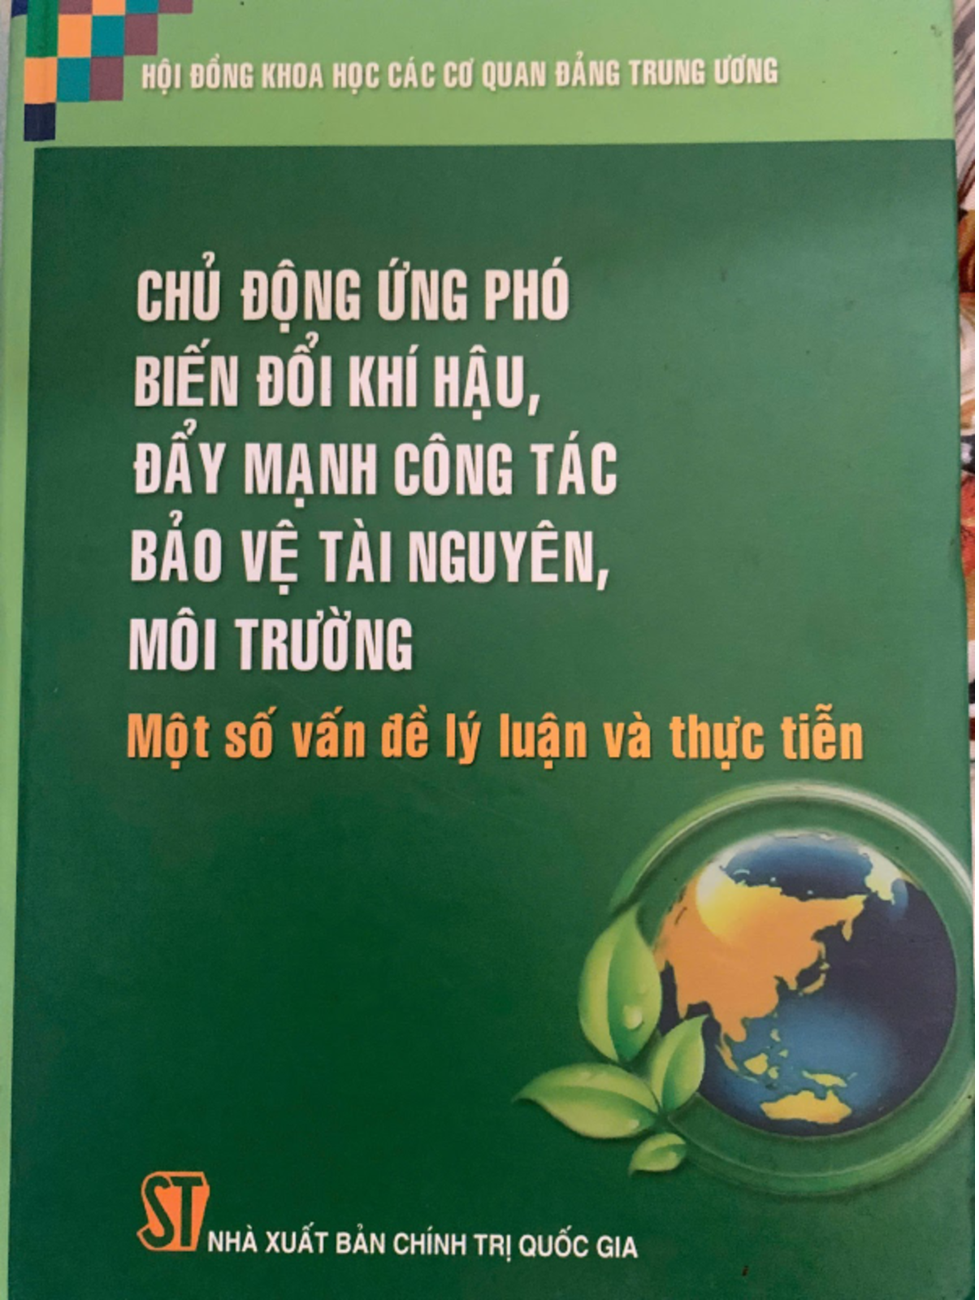 HỘI ĐỒNG KHOA HỌC CÁC CƠ QUAN ĐẢNG TRUNG ƯƠNG
CHỦ ĐỘNG ỨNG PHÓ
BIẾN ĐỔI KHÍ HẬU,
ĐẨY MẠNH CÔNG TÁC
BẢO VỆ TÀI NGUYÊN,
MÔI TRƯỜNG
Một số vấn đề lý luận và thực tiễn
ST
NHÀ XUẤT BẢN CHÍNH TRỊ QUỐC GIA